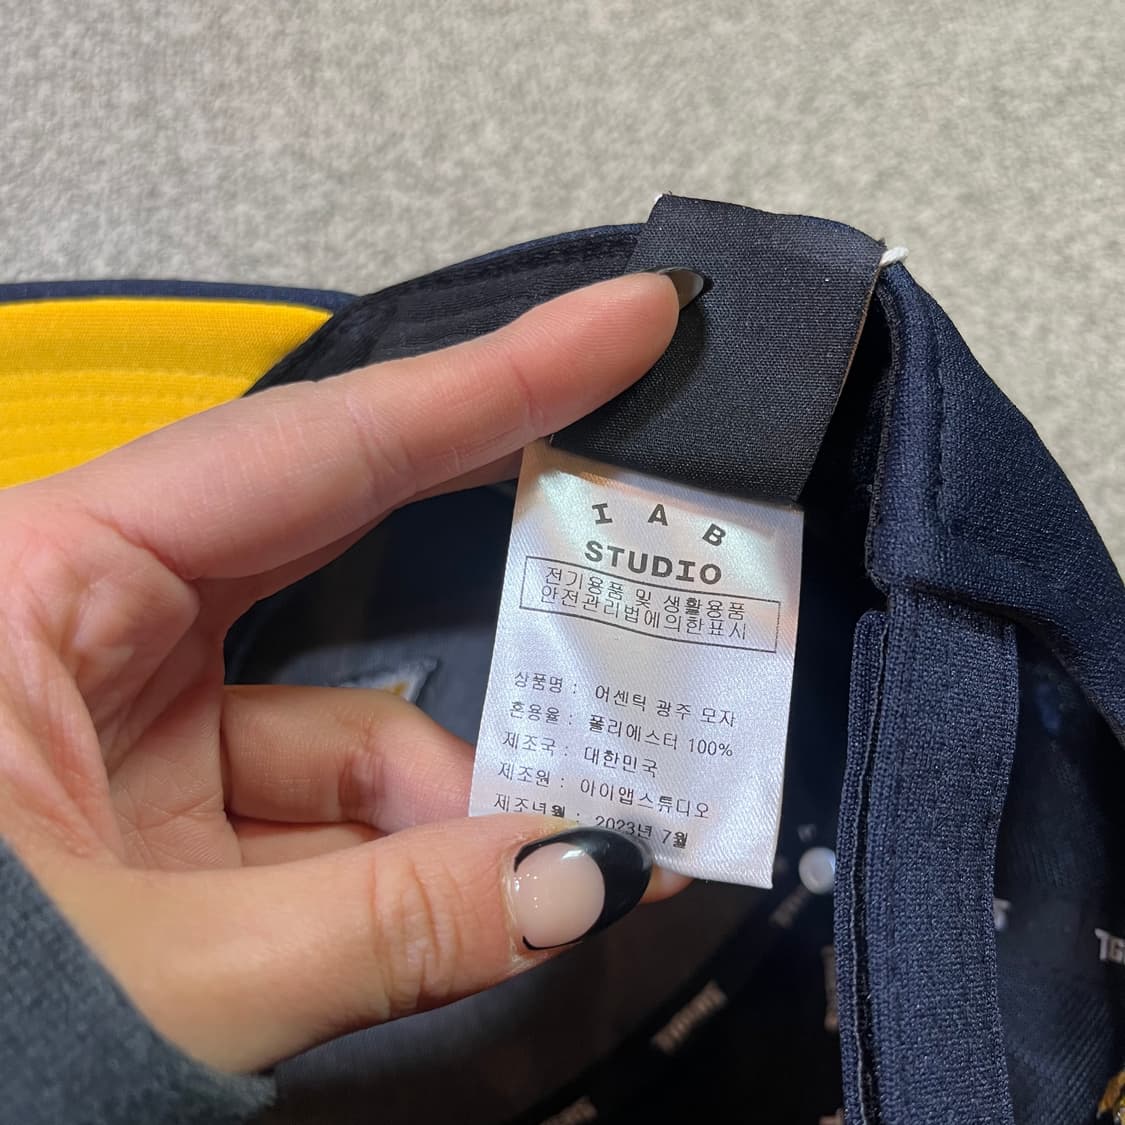 IAB
STUDIO
전기용품 및 생활용품
안전관리법에의한표시
상품명 : 어센틱 광주 모자
혼용율 : 폴리에스터 100%
제조국 : 대한민국
제조원 : 아이앱스튜디오
제조년월 : 2023년 7월